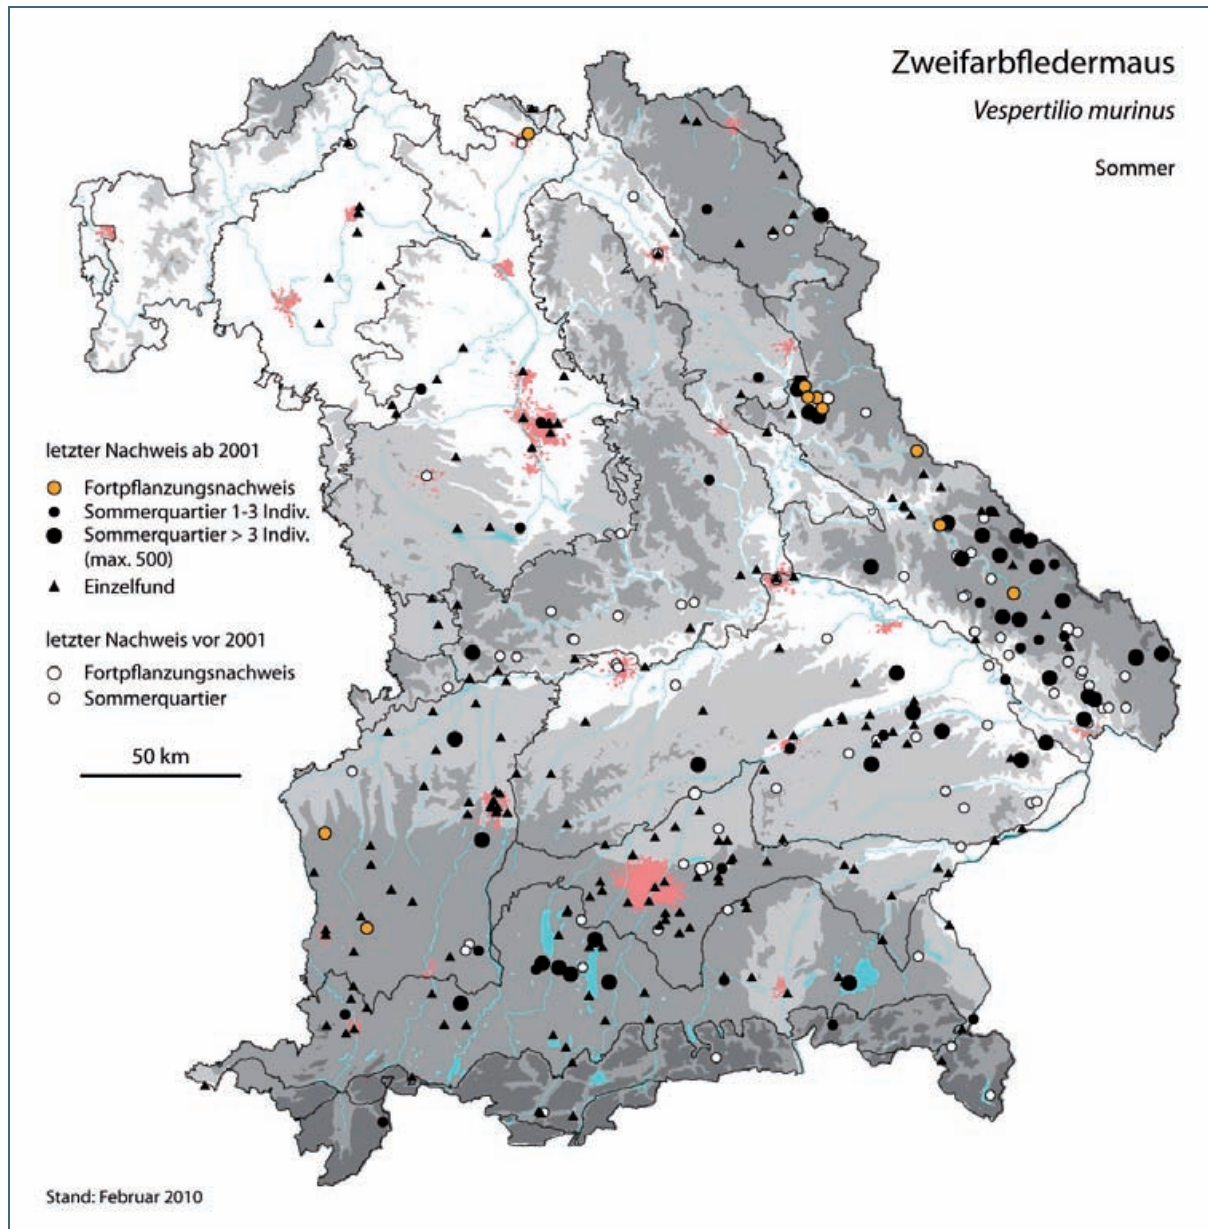 Zweifarbfledermaus
Vespertilio murinus
Sommer
letzter Nachweis ab 2001
Fortpflanzungsnachweis
Sommerquartier 1-3 Indiv.
Sommerquartier > 3 Indiv.
(max. 500)
Einzelfund
letzter Nachweis vor 2001
Fortpflanzungsnachweis
Sommerquartier
50 km
Stand: Februar 2010